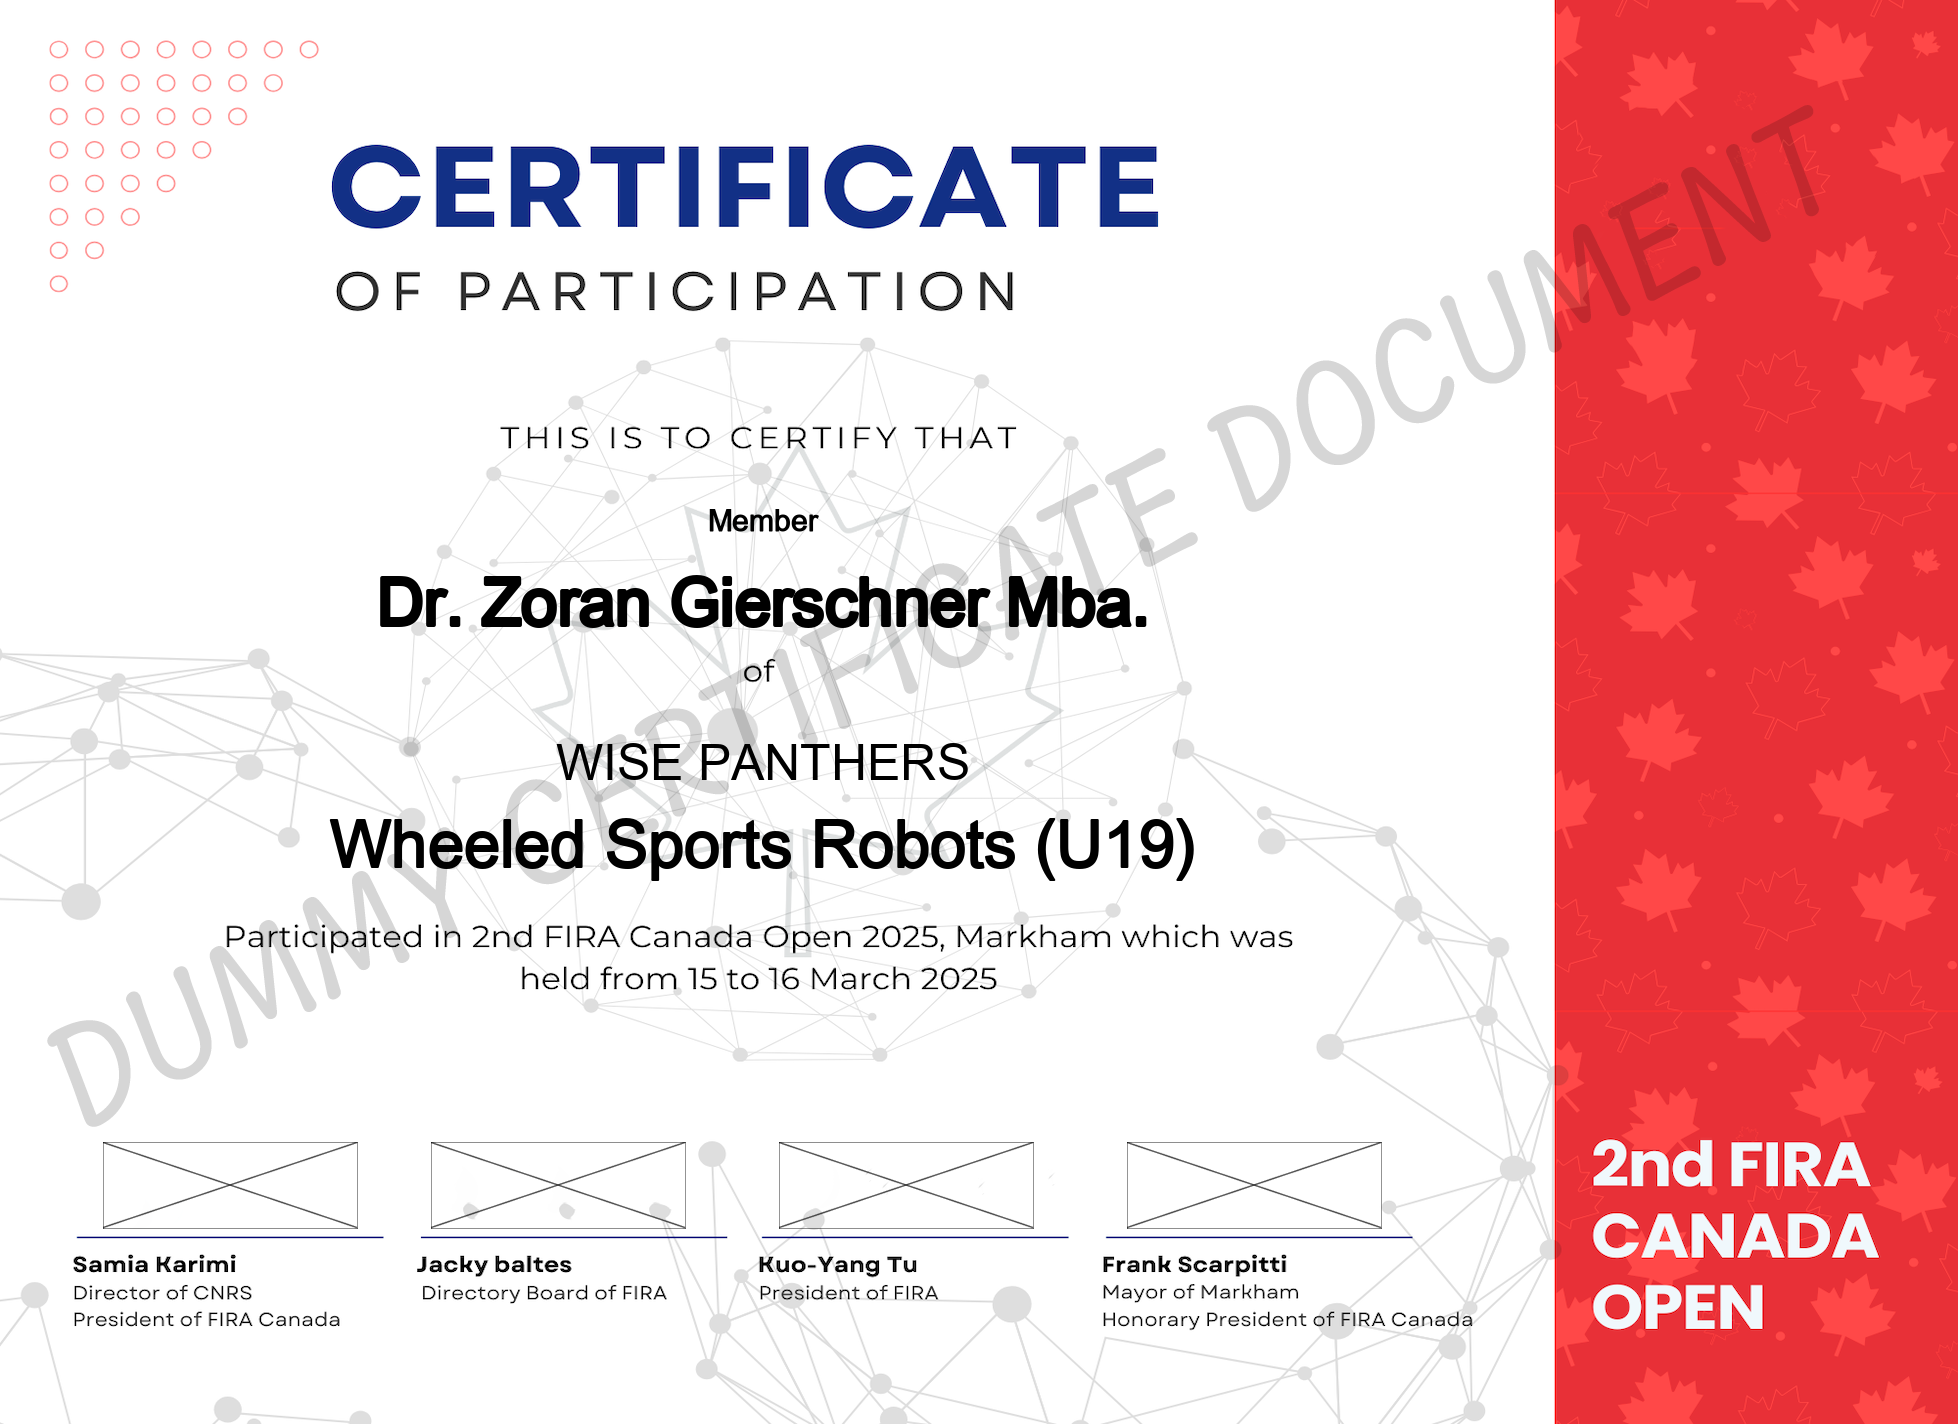 CERTIFICATE
OF PARTICIPATION
THIS IS TO CERTIFY THAT
Member
Dr. Zoran Gierschner Mba.
of
WISE PANTHERS
Wheeled Sports Robots (U19)
Participated in 2nd FIRA Canada Open 2025, Markham which was
held from 15 to 16 March 2025
DUMMY CERTIFICATE DOCUMENT
Samia Karimi
Director of CNRS
President of FIRA Canada
Jacky baltes
Directory Board of FIRA
Kuo-Yang Tu
President of FIRA
Frank Scarpitti
Mayor of Markham
Honorary President of FIRA Canada
2nd FIRA
CANADA
OPEN